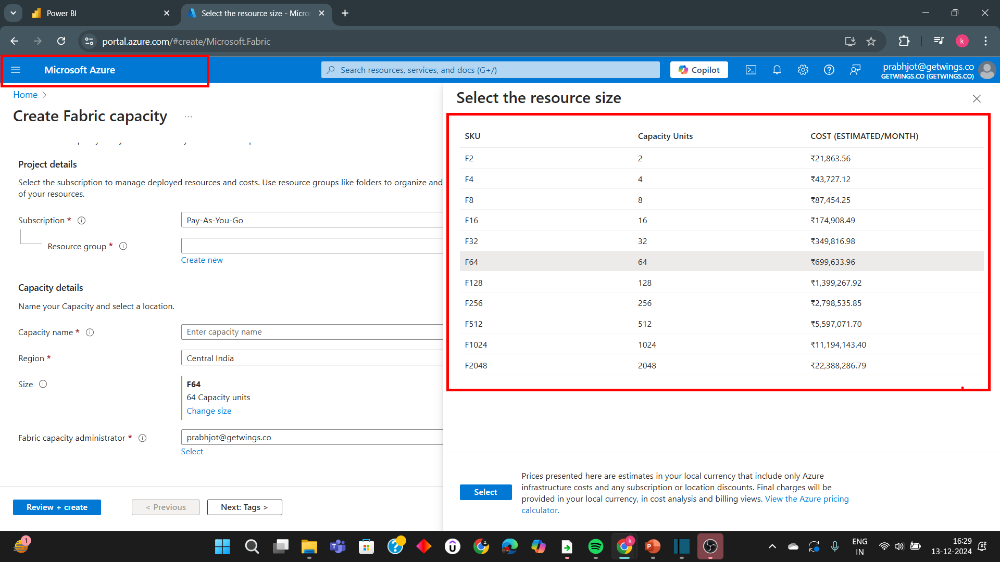 Power BI
Select the resource size - Micro
portal.azure.com/#create/Microsoft.Fabric
k
Microsoft Azure
Search resources, services, and docs (G+/)
Copilot
prabhjot@getwings.co
GETWINGS.CO (GETWINGS.CO)
Home >
Create Fabric capacity ...
Project details
Select the subscription to manage deployed resources and costs. Use resource groups like folders to organize and
of your resources.
Subscription *
Pay-As-You-Go
Resource group *
Create new
Capacity details
Name your Capacity and select a location.
Capacity name *
Enter capacity name
Region *
Central India
Size
F64
64 Capacity units
Change size
Fabric capacity administrator *
prabhjot@getwings.co
Select
Review + create
< Previous
Next: Tags >
Select the resource size
SKU Capacity Units COST (ESTIMATED/MONTH)
F2 2 ₹21,863.56
F4 4 ₹43,727.12
F8 8 ₹87,454.25
F16 16 ₹174,908.49
F32 32 ₹349,816.98
F64 64 ₹699,633.96
F128 128 ₹1,399,267.92
F256 256 ₹2,798,535.85
F512 512 ₹5,597,071.70
F1024 1024 ₹11,194,143.40
F2048 2048 ₹22,388,286.79
Select
Prices presented here are estimates in your local currency that include only Azure
infrastructure costs and any subscription or location discounts. Final charges will be
provided in your local currency, in cost analysis and billing views. View the Azure pricing
calculator.
1
k
ENG
IN
16:29
13-12-2024